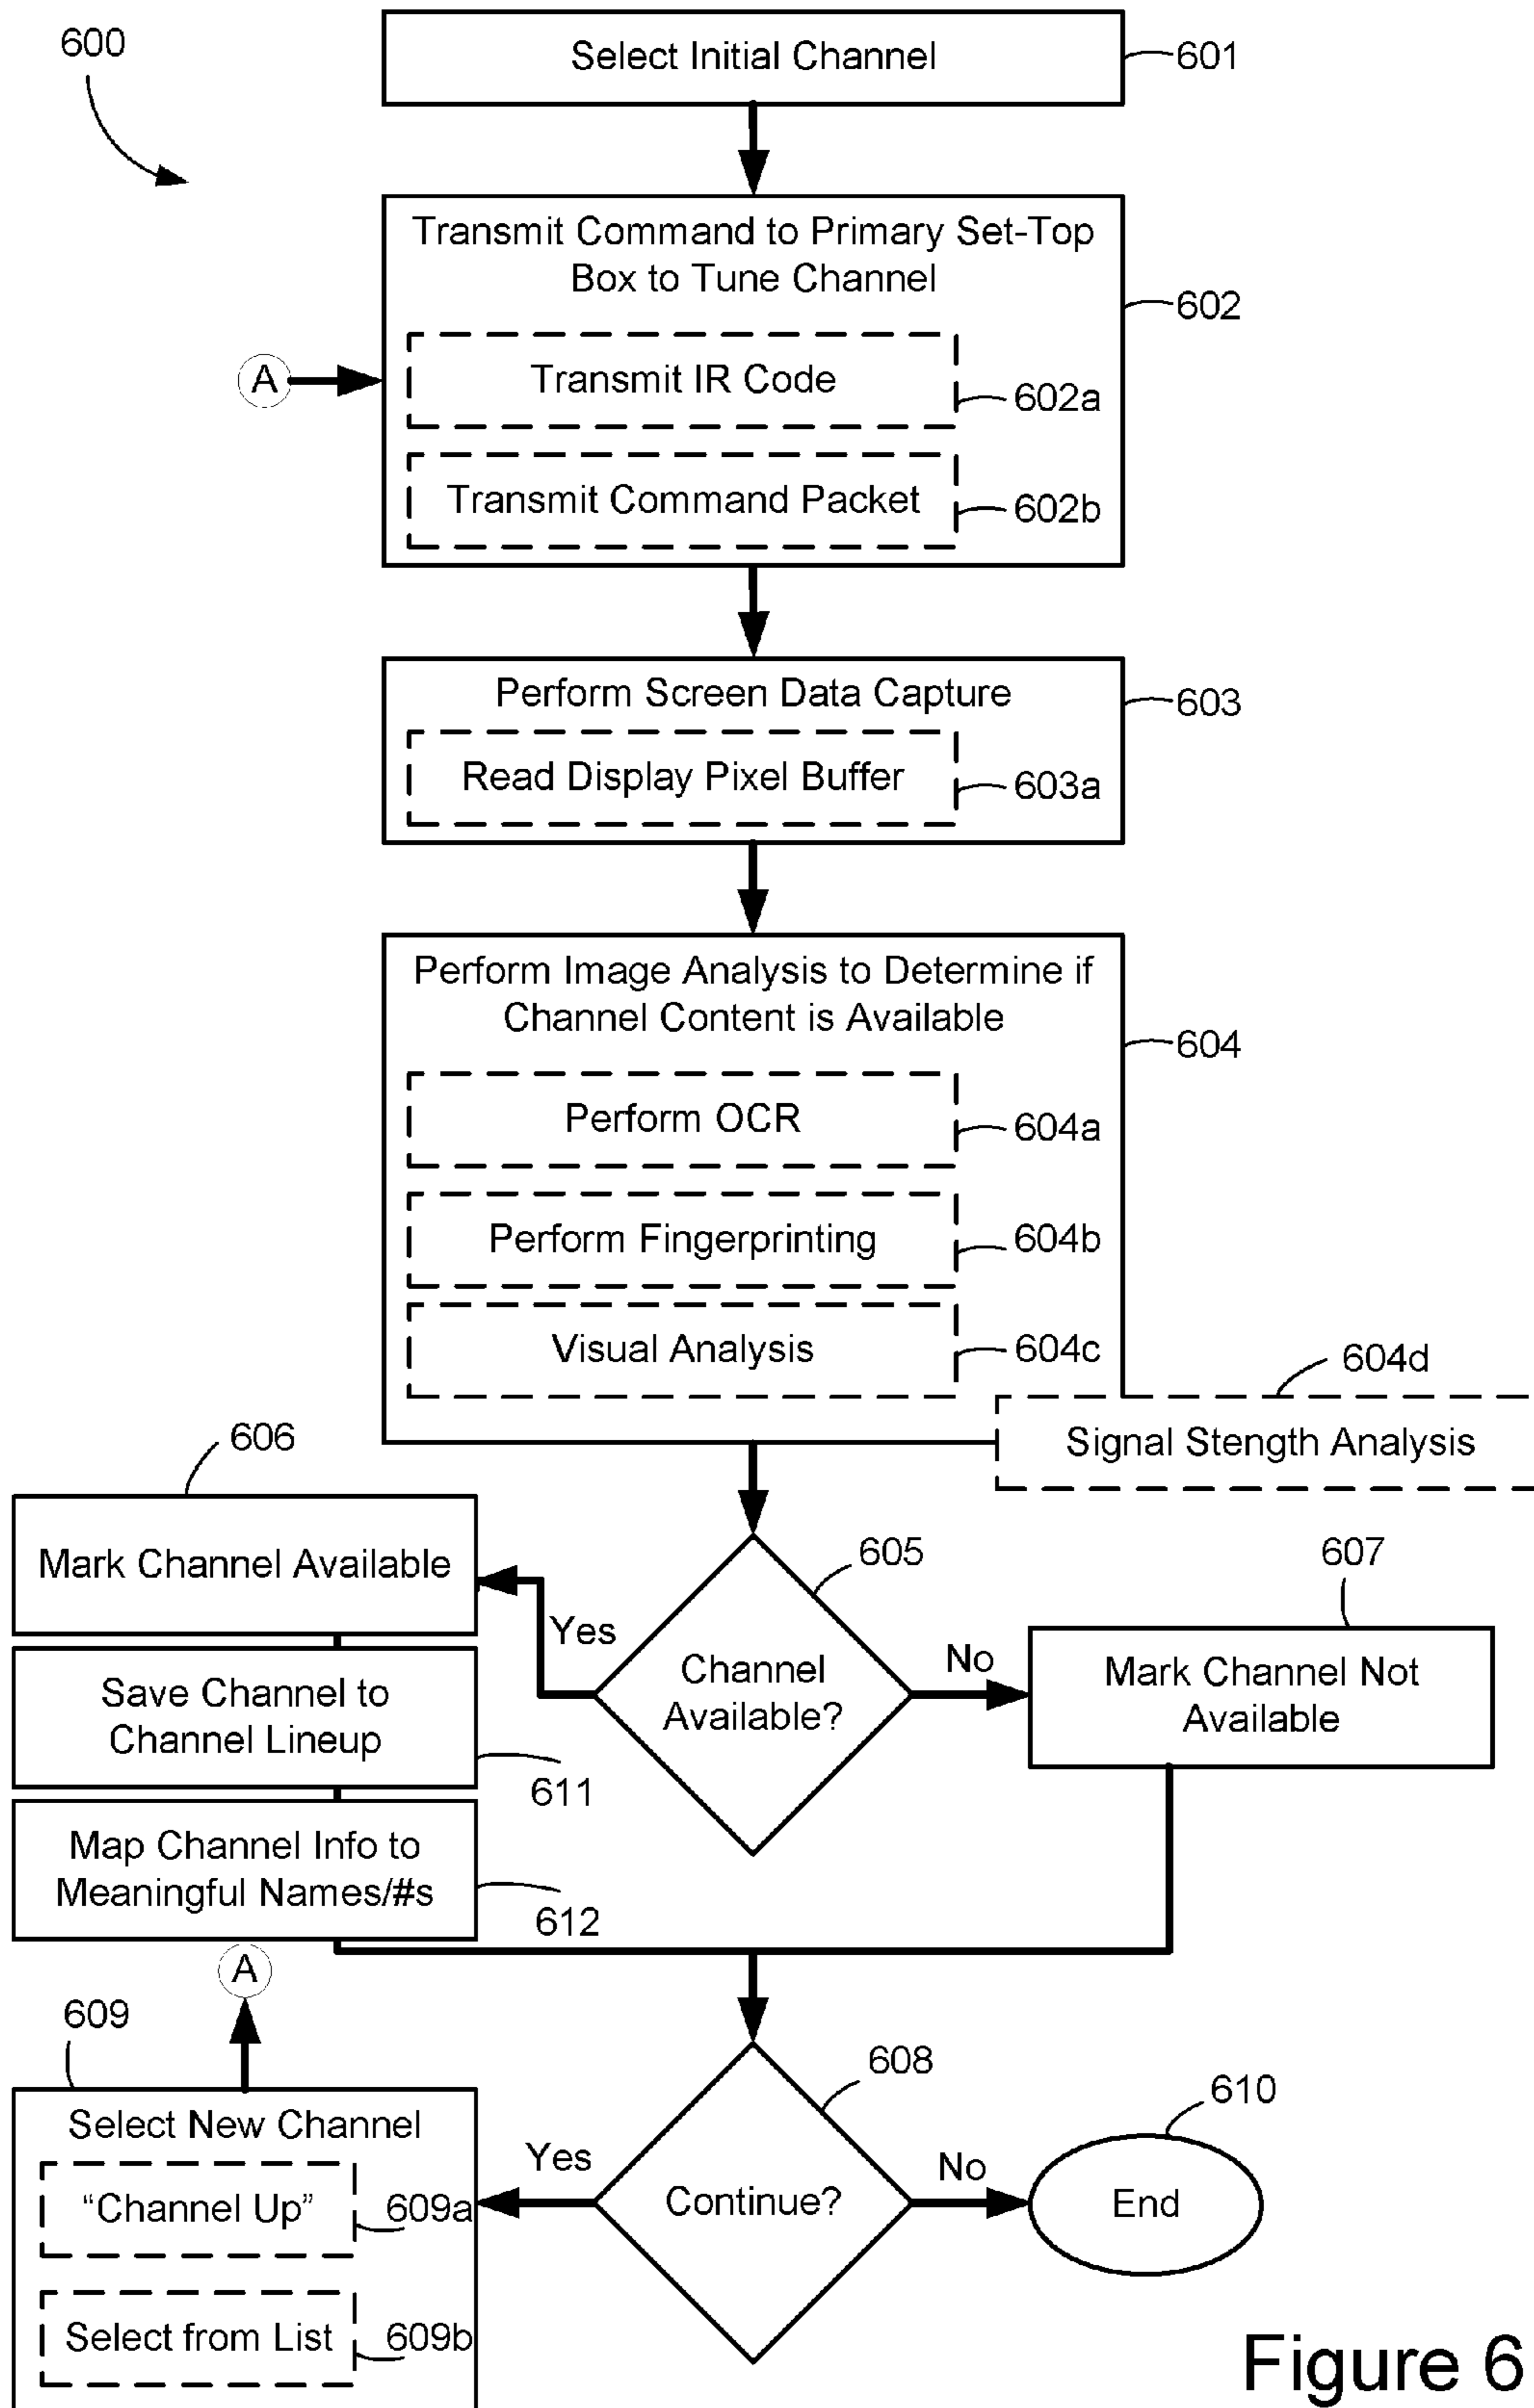 600
Select Initial Channel
601
Transmit Command to Primary Set-Top
Box to Tune Channel
602
A
Transmit IR Code
602a
Transmit Command Packet
602b
Perform Screen Data Capture
603
Read Display Pixel Buffer
603a
Perform Image Analysis to Determine if
Channel Content is Available
604
Perform OCR
604a
Perform Fingerprinting
604b
Visual Analysis
604c
604d
Signal Stength Analysis
606
Mark Channel Available
605
Channel
Available?
Yes
No
607
Mark Channel Not
Available
Save Channel to
Channel Lineup
611
Map Channel Info to
Meaningful Names/#s
612
A
609
Select New Channel
“Channel Up”
609a
Select from List
609b
608
Continue?
Yes
No
610
End
Figure 6